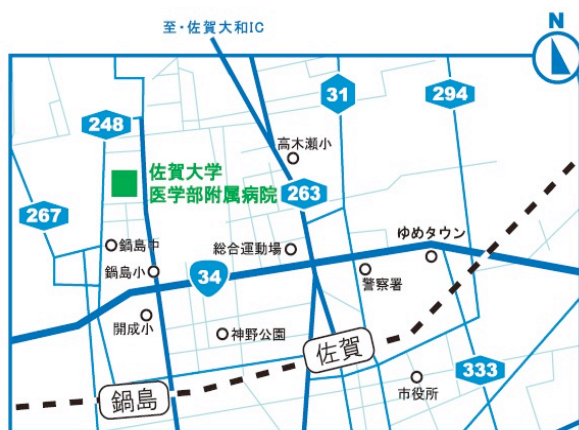 至・佐賀大和IC
N
31
294
248
高木瀬小
佐賀大学
医学部附属病院
263
267
ゆめタウン
鍋島中
総合運動場
鍋島小
34
警察署
開成小
神野公園
佐賀
333
鍋島
市役所